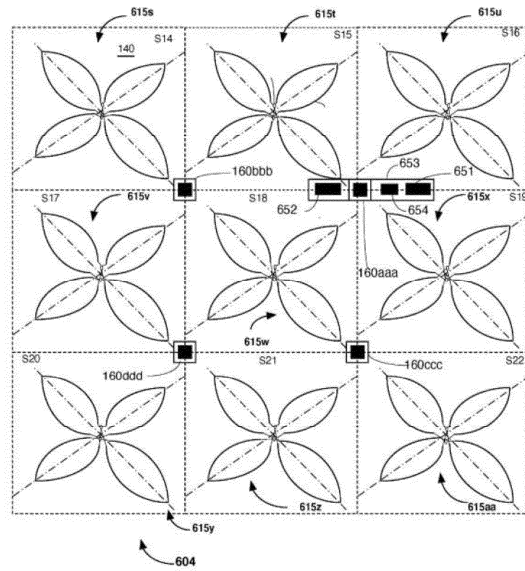 615s
615t
615u
S14
S15
S16
140
160bbb
653
651
S17
615v
S18
652
654
615x
S19
160aaa
615w
S20
160ddd
S21
160ccc
S22
615y
615z
615aa
604